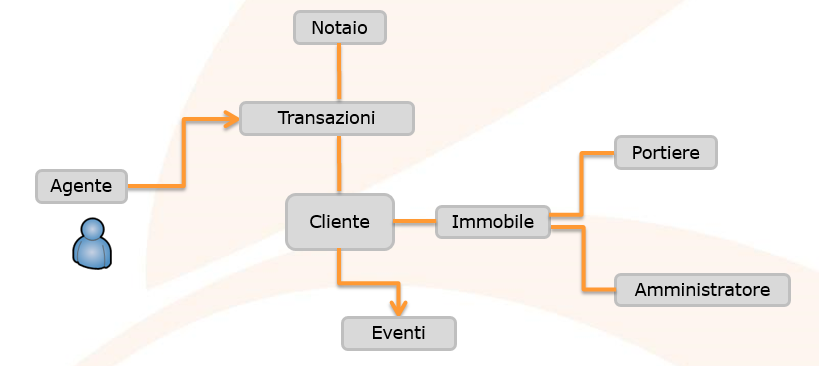 Notaio
Transazioni
Portiere
Agente
Cliente
Immobile
Amministratore
Eventi